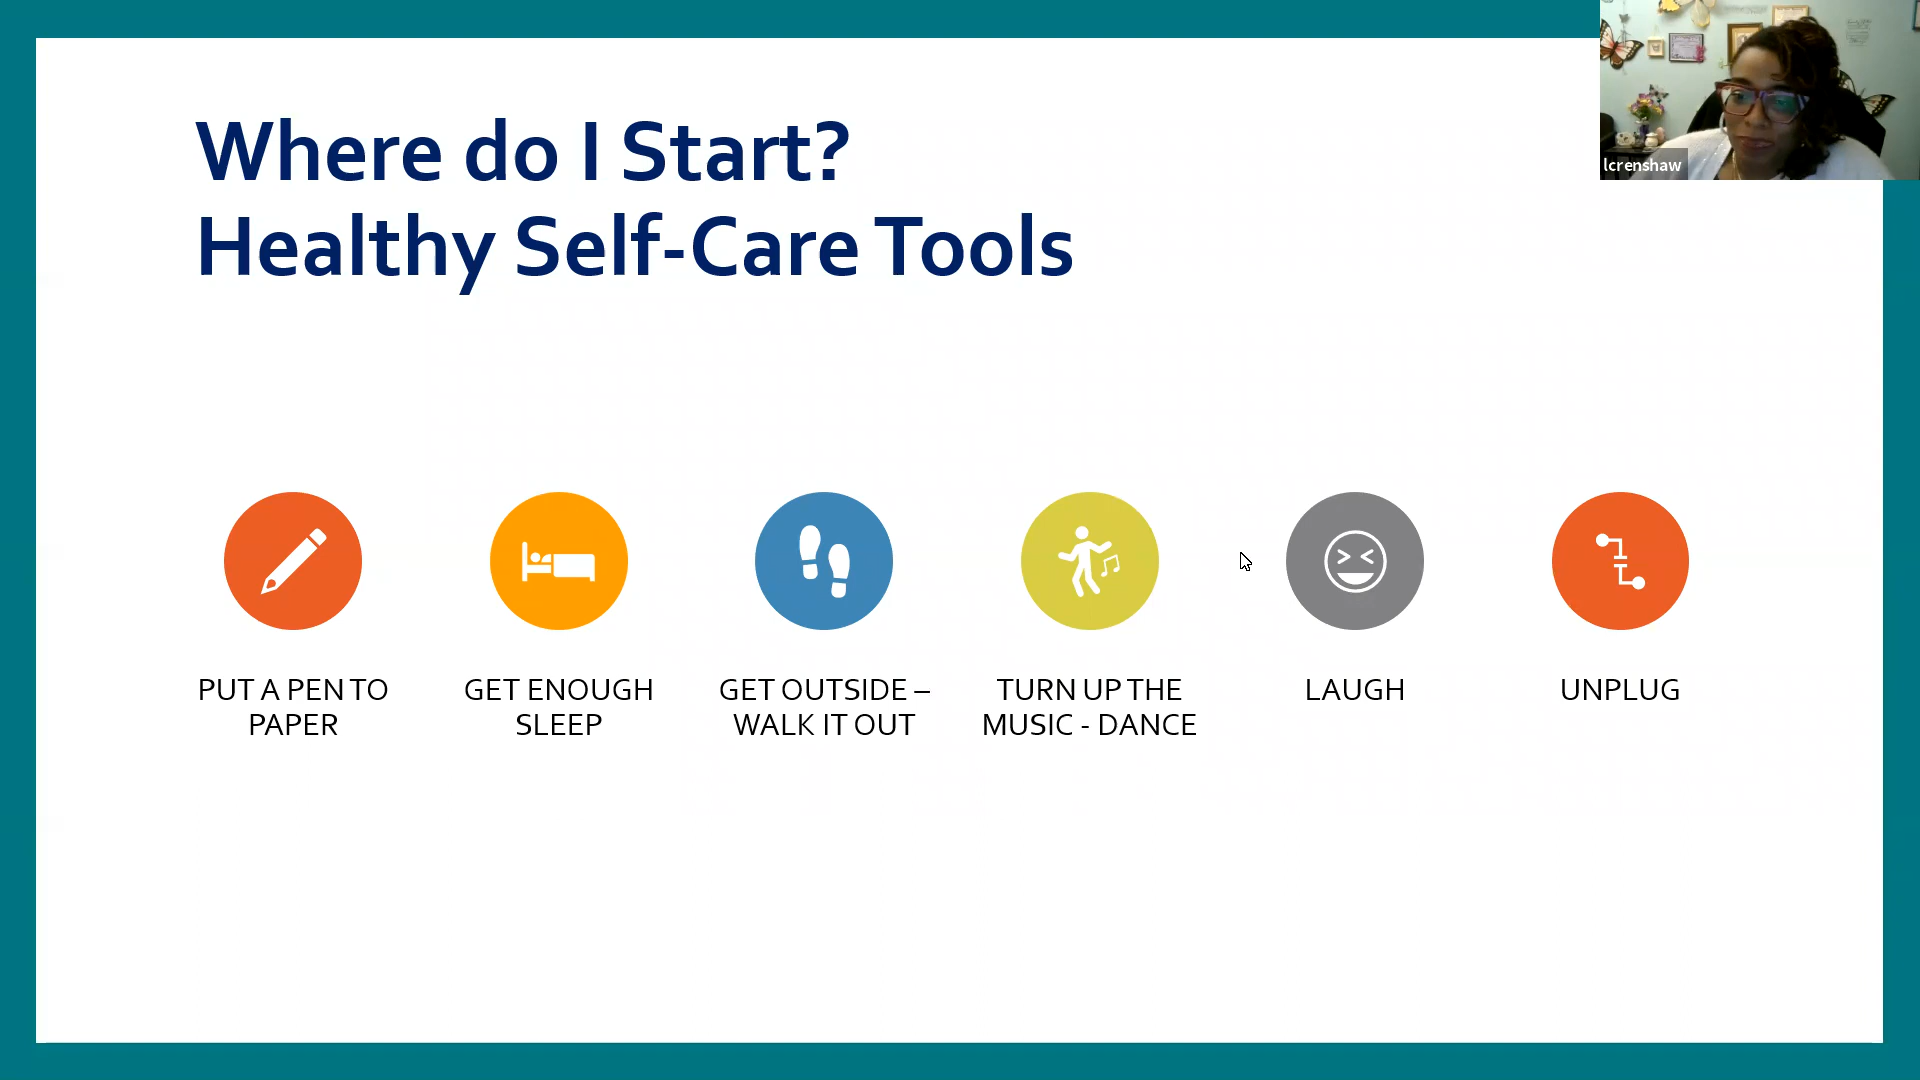 Where do I Start?
Healthy Self-Care Tools
lcrenshaw
PUT A PEN TO
PAPER
GET ENOUGH
SLEEP
GET OUTSIDE –
WALK IT OUT
TURN UP THE
MUSIC - DANCE
LAUGH
UNPLUG